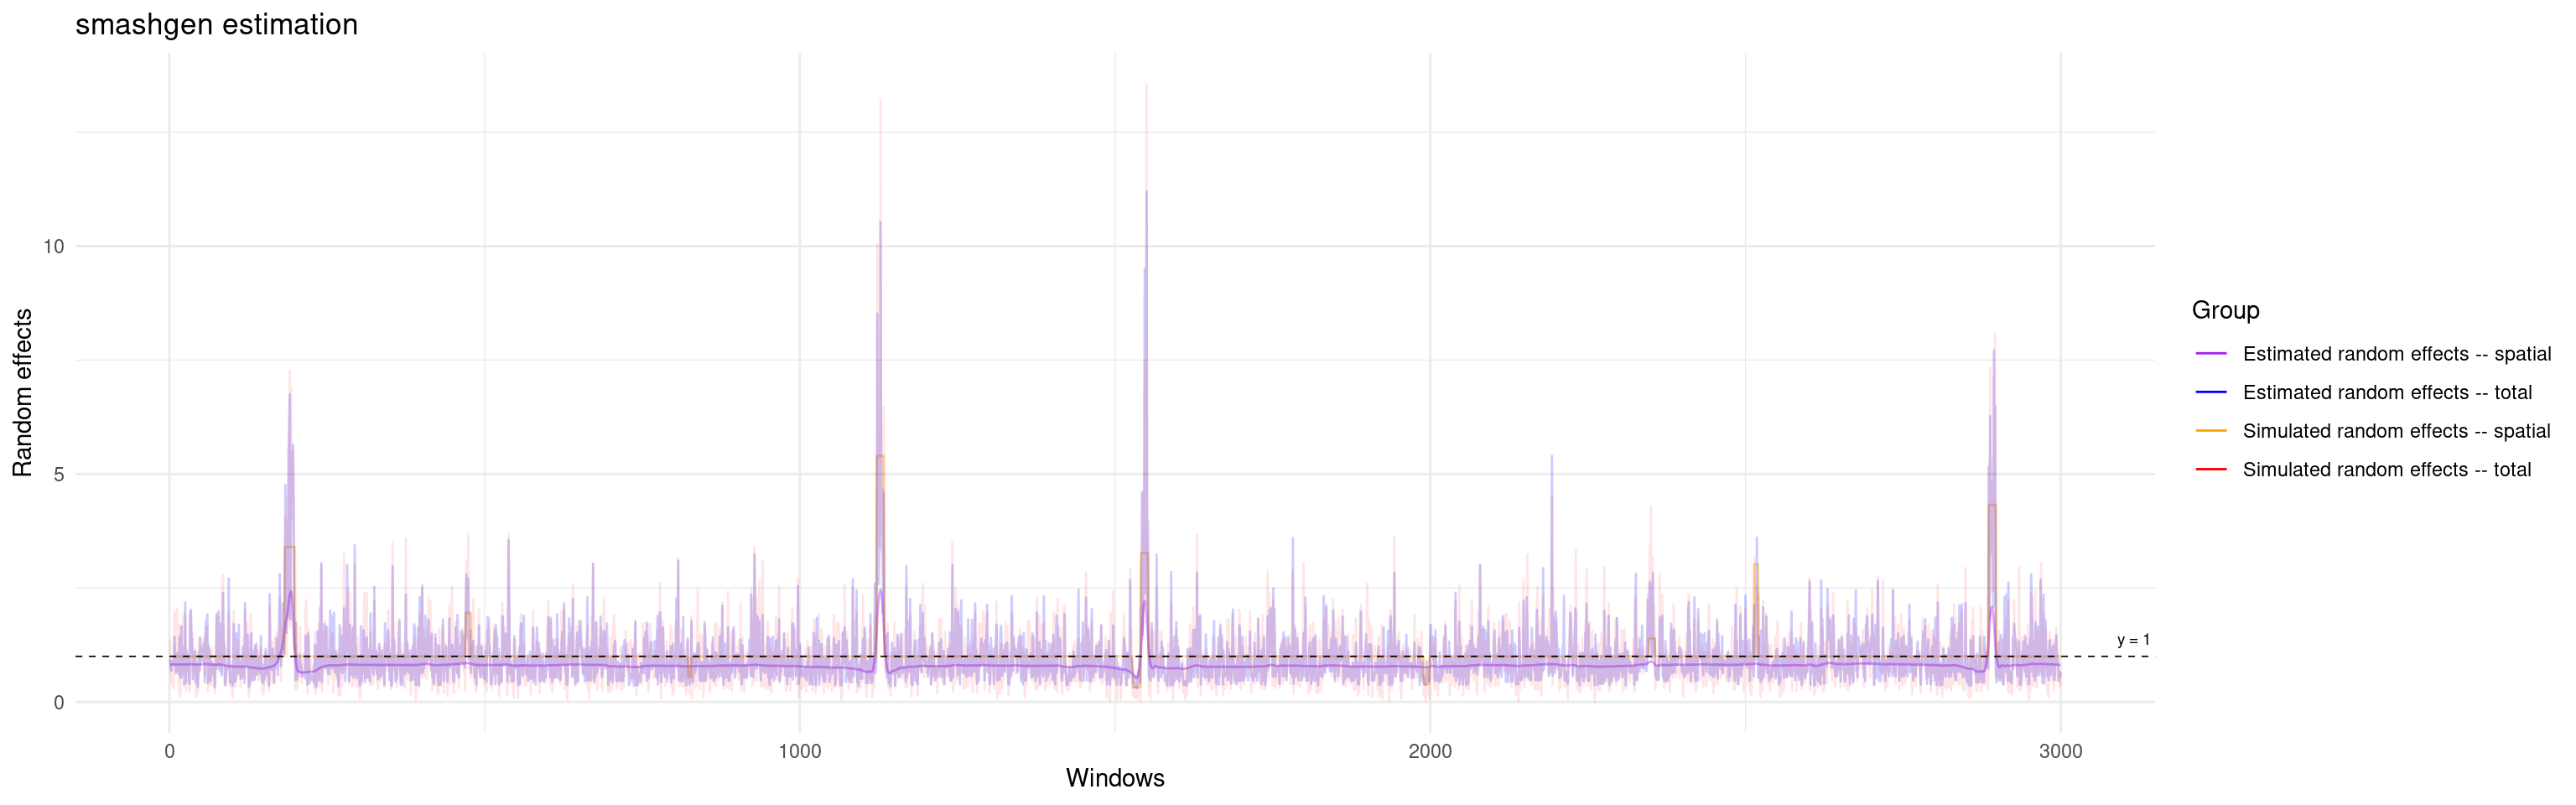 smashgen estimation
Random effects
10
5
0
y = 1
0
1000
2000
3000
Windows
Group
Estimated random effects -- spatial
Estimated random effects -- total
Simulated random effects -- spatial
Simulated random effects -- total